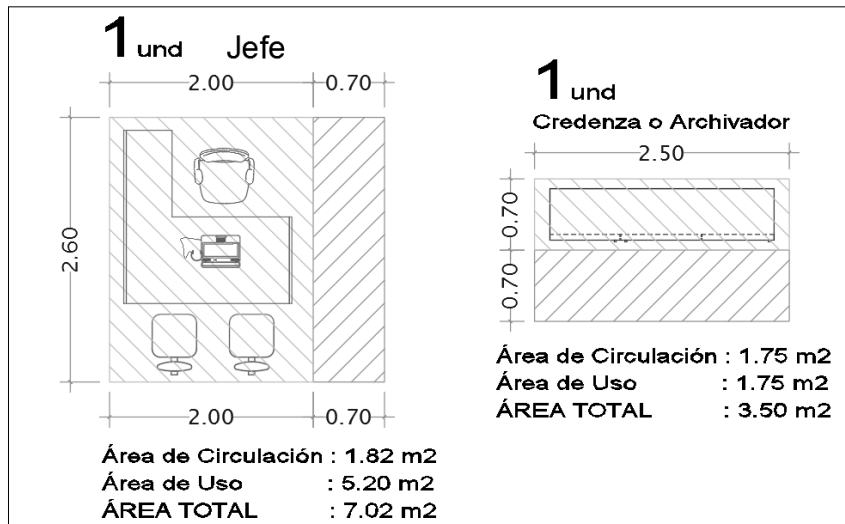 1 und Jefe
2.00 0.70
2.60
2.00 0.70
Área de Circulación : 1.82 m2
Área de Uso : 5.20 m2
ÁREA TOTAL : 7.02 m2
1 und
Credenza o Archivador
2.50
0.70
0.70
Área de Circulación : 1.75 m2
Área de Uso : 1.75 m2
ÁREA TOTAL : 3.50 m2